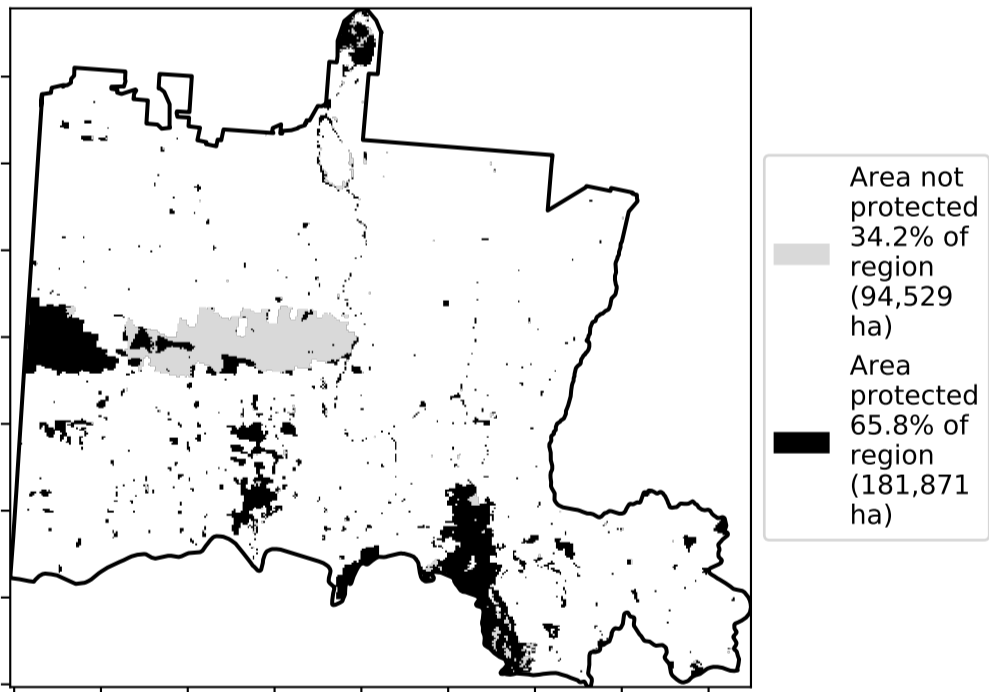 Area not
protected
34.2% of
region
(94,529
ha)
Area
protected
65.8% of
region
(181,871
ha)